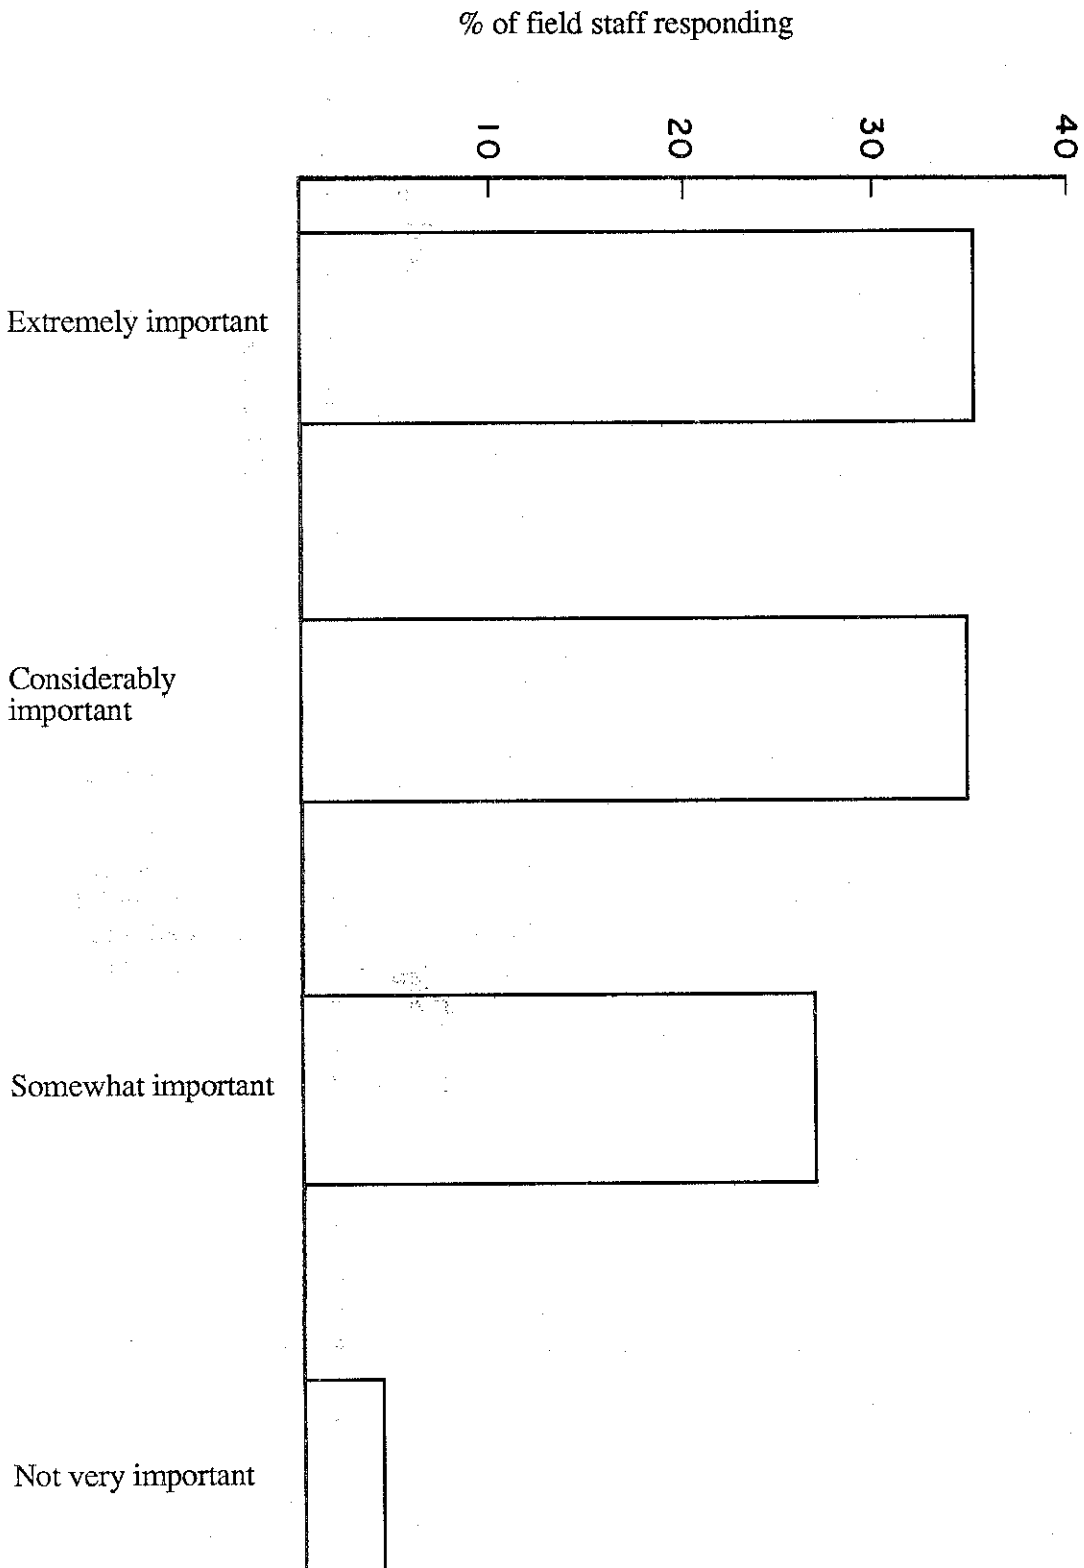 % of field staff responding
10
20
30
40
Extremely important
Considerably
important
Somewhat important
Not very important